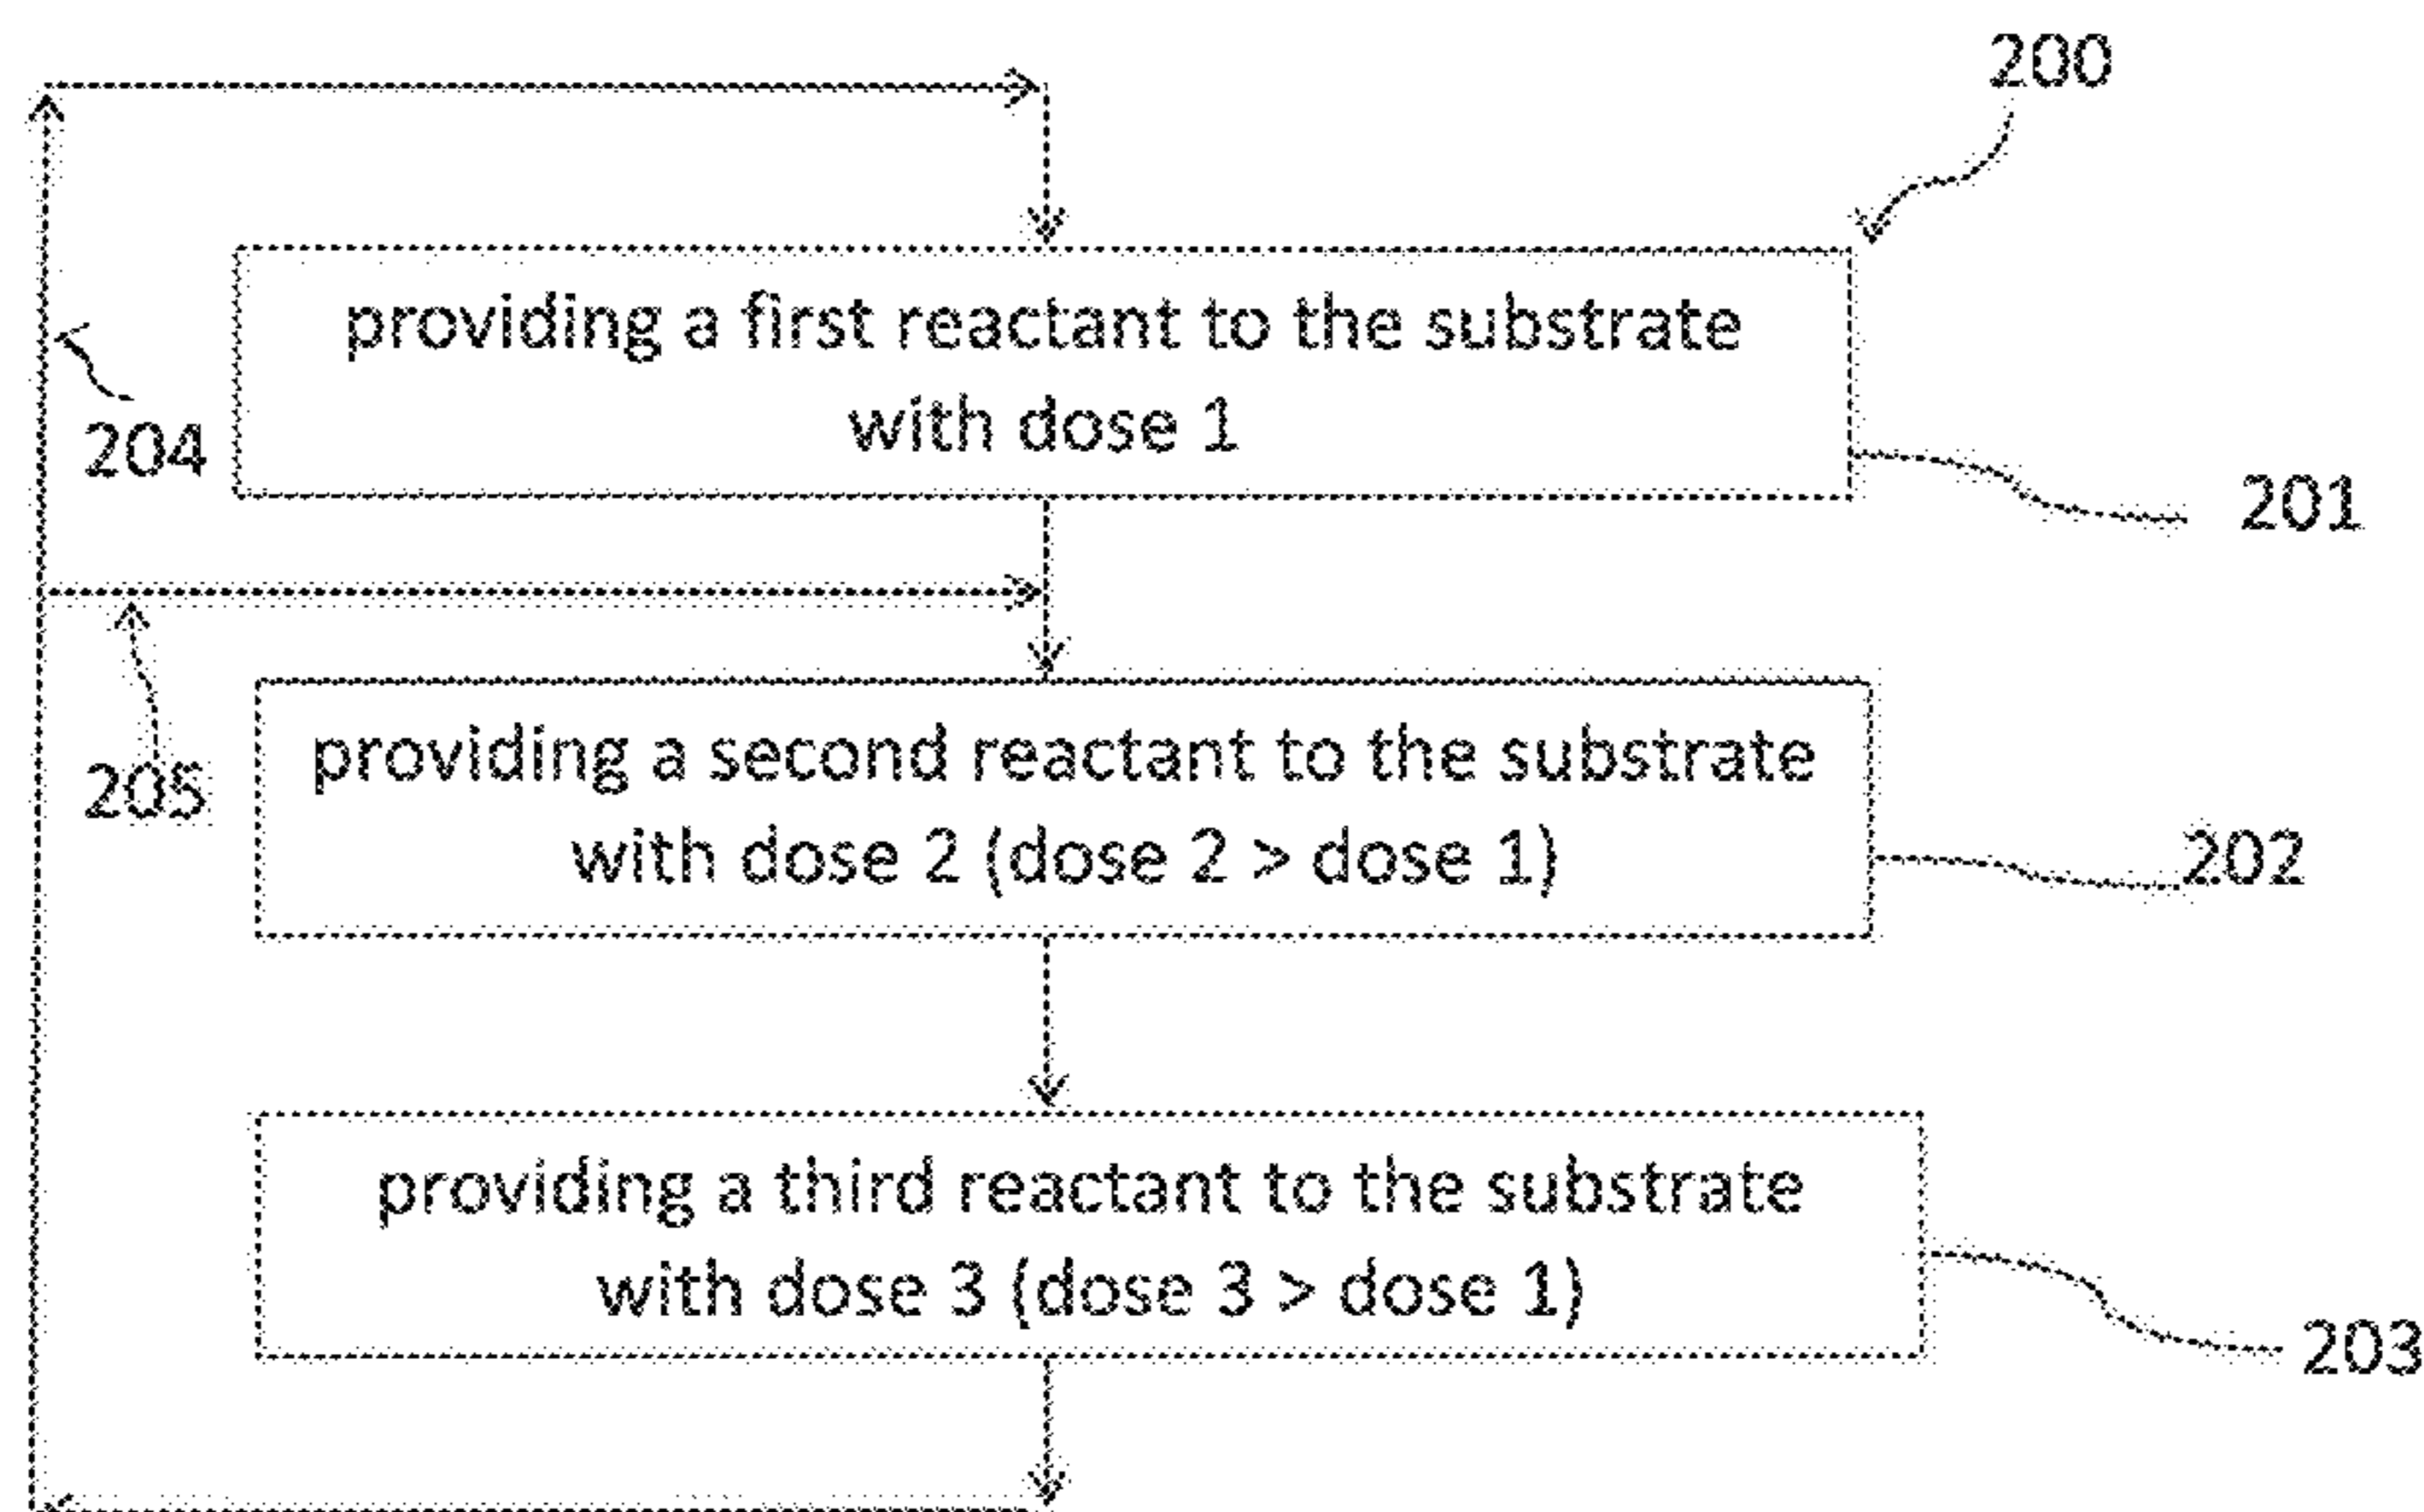 200
providing a first reactant to the substrate
with dose 1
204
201
providing a second reactant to the substrate
with dose 2 (dose 2 > dose 1)
205
202
providing a third reactant to the substrate
with dose 3 (dose 3 > dose 1)
203